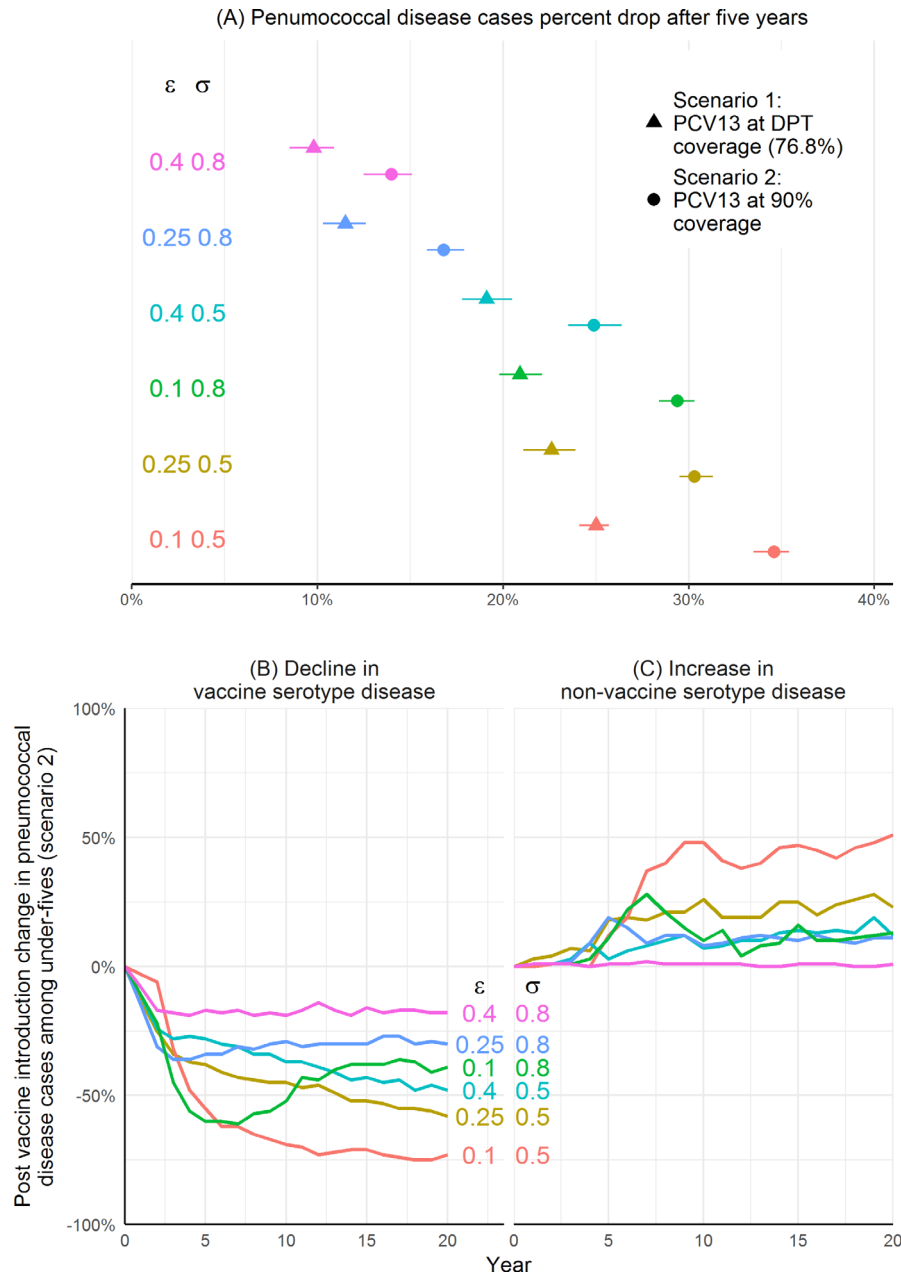 (A) Penumococcal disease cases percent drop after five years
ε σ
Scenario 1:
PCV13 at DPT
coverage (76.8%)
Scenario 2:
PCV13 at 90%
coverage
0.4 0.8
0.25 0.8
0.4 0.5
0.1 0.8
0.25 0.5
0.1 0.5
0% 10% 20% 30% 40%
(B) Decline in
vaccine serotype disease
(C) Increase in
non-vaccine serotype disease
Post vaccine introduction change in pneumococcal
disease cases among under-fives (scenario 2)
100%
50%
0%
-50%
-100%
ε σ
0.4 0.8
0.25 0.8
0.1 0.8
0.4 0.5
0.25 0.5
0.1 0.5
0 5 10 15 20
0 5 10 15 20
Year